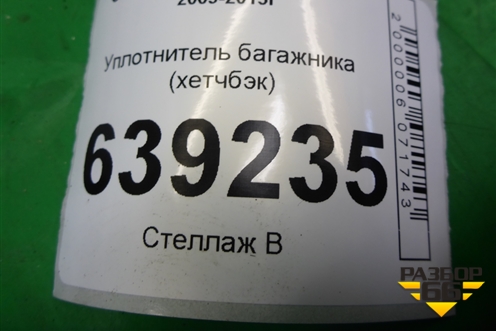 Уплотнитель багажника
(хетчбэк)
639235
Стеллаж В
2000006071743
РАЗБОР
66